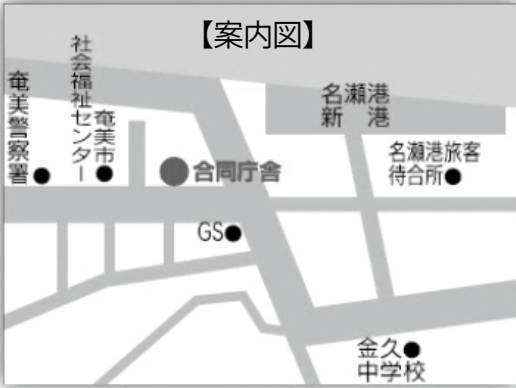 【案内図】
奄美警察署
社会福祉センター
奄美市
合同庁舎
名瀬港
新　港
名瀬港旅客
待合所
GS
金久
中学校